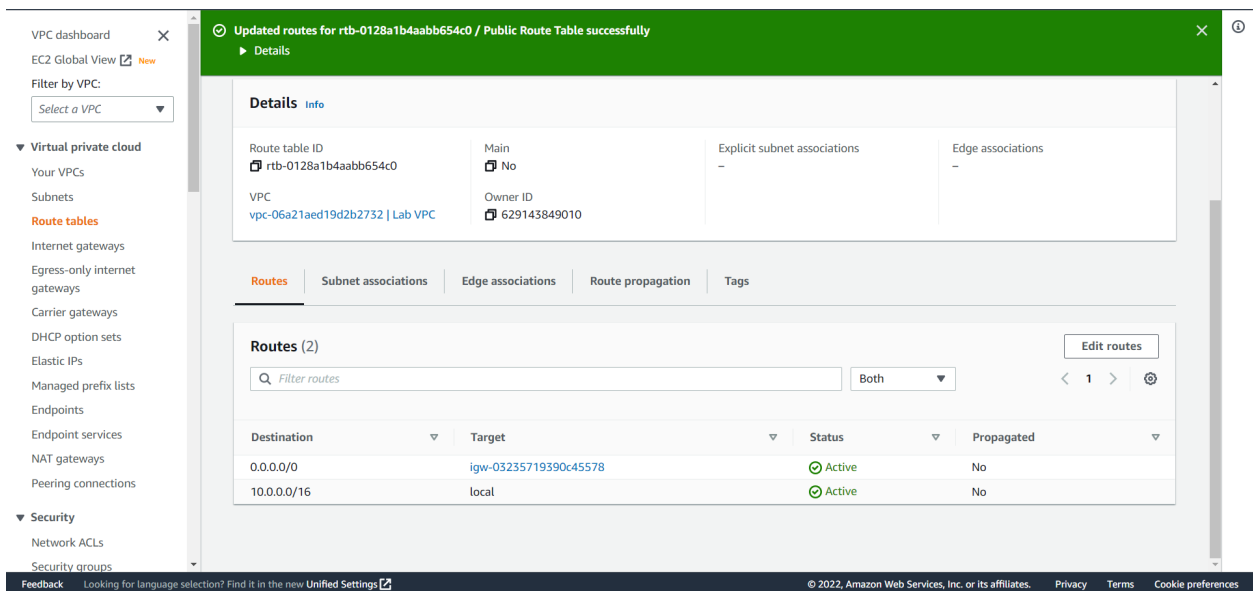 VPC dashboard
EC2 Global View New
Filter by VPC:
Select a VPC
Virtual private cloud
Your VPCs
Subnets
Route tables
Internet gateways
Egress-only internet
gateways
Carrier gateways
DHCP option sets
Elastic IPs
Managed prefix lists
Endpoints
Endpoint services
NAT gateways
Peering connections
Security
Network ACLs
Security groups
Updated routes for rtb-0128a1b4aabb654c0 / Public Route Table successfully
Details
Details Info
Route table ID
rtb-0128a1b4aabb654c0
Main
No
Explicit subnet associations
–
Edge associations
–
VPC
vpc-06a21aed19d2b2732 | Lab VPC
Owner ID
629143849010
Routes Subnet associations Edge associations Route propagation Tags
Routes (2)
Edit routes
Filter routes
Both
1
Destination Target Status Propagated
0.0.0.0/0 igw-03235719390c45578 Active No
10.0.0.0/16 local Active No
Feedback Looking for language selection? Find it in the new Unified Settings © 2022, Amazon Web Services, Inc. or its affiliates. Privacy Terms Cookie preferences